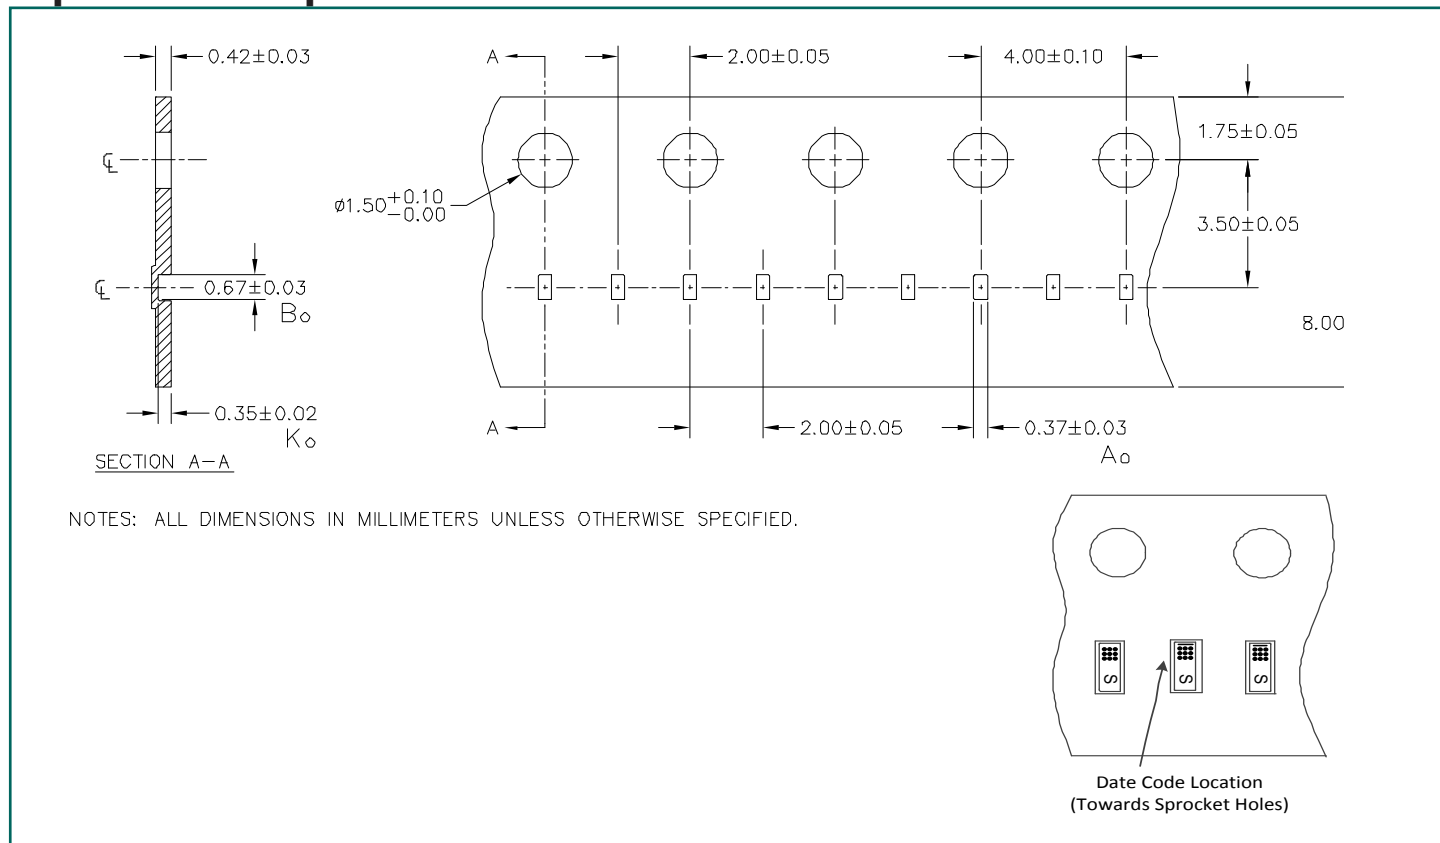 0.42±0.03
A
2.00±0.05
4.00±0.10
1.75±0.05
℄
ø1.50+0.10
-0.00
3.50±0.05
℄
0.67±0.03
Bo
8.00
0.35±0.02
Ko
A
2.00±0.05
0.37±0.03
Ao
SECTION A-A
NOTES: ALL DIMENSIONS IN MILLIMETERS UNLESS OTHERWISE SPECIFIED.
S
S
S
Date Code Location
(Towards Sprocket Holes)